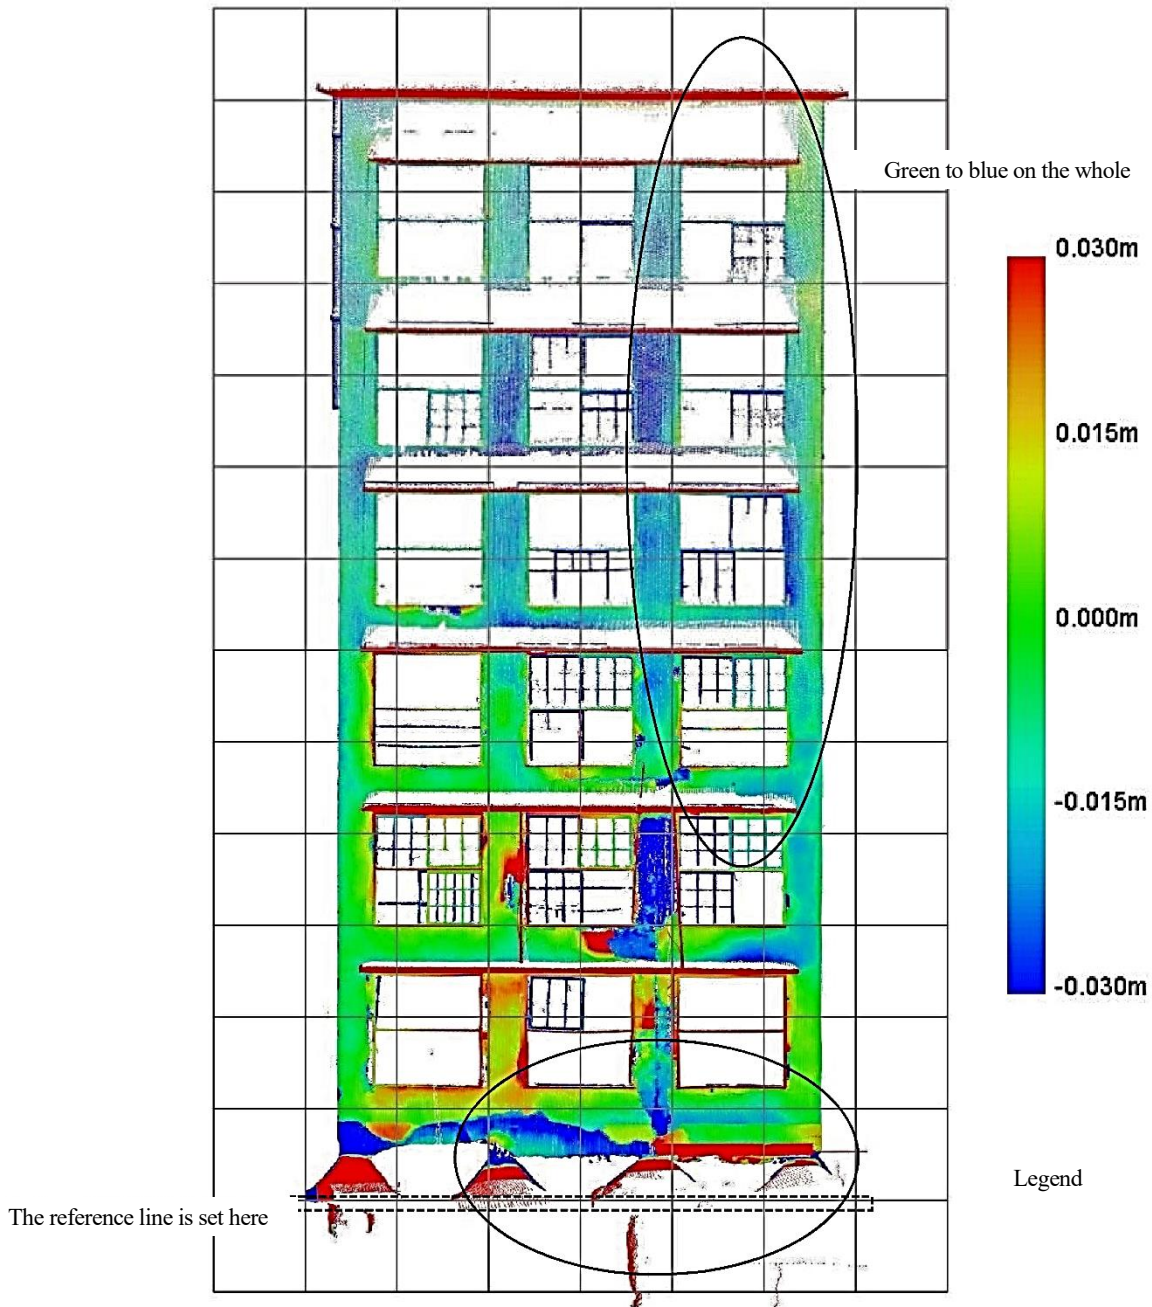 Green to blue on the whole
0.030m
0.015m
0.000m
-0.015m
-0.030m
Legend
The reference line is set here